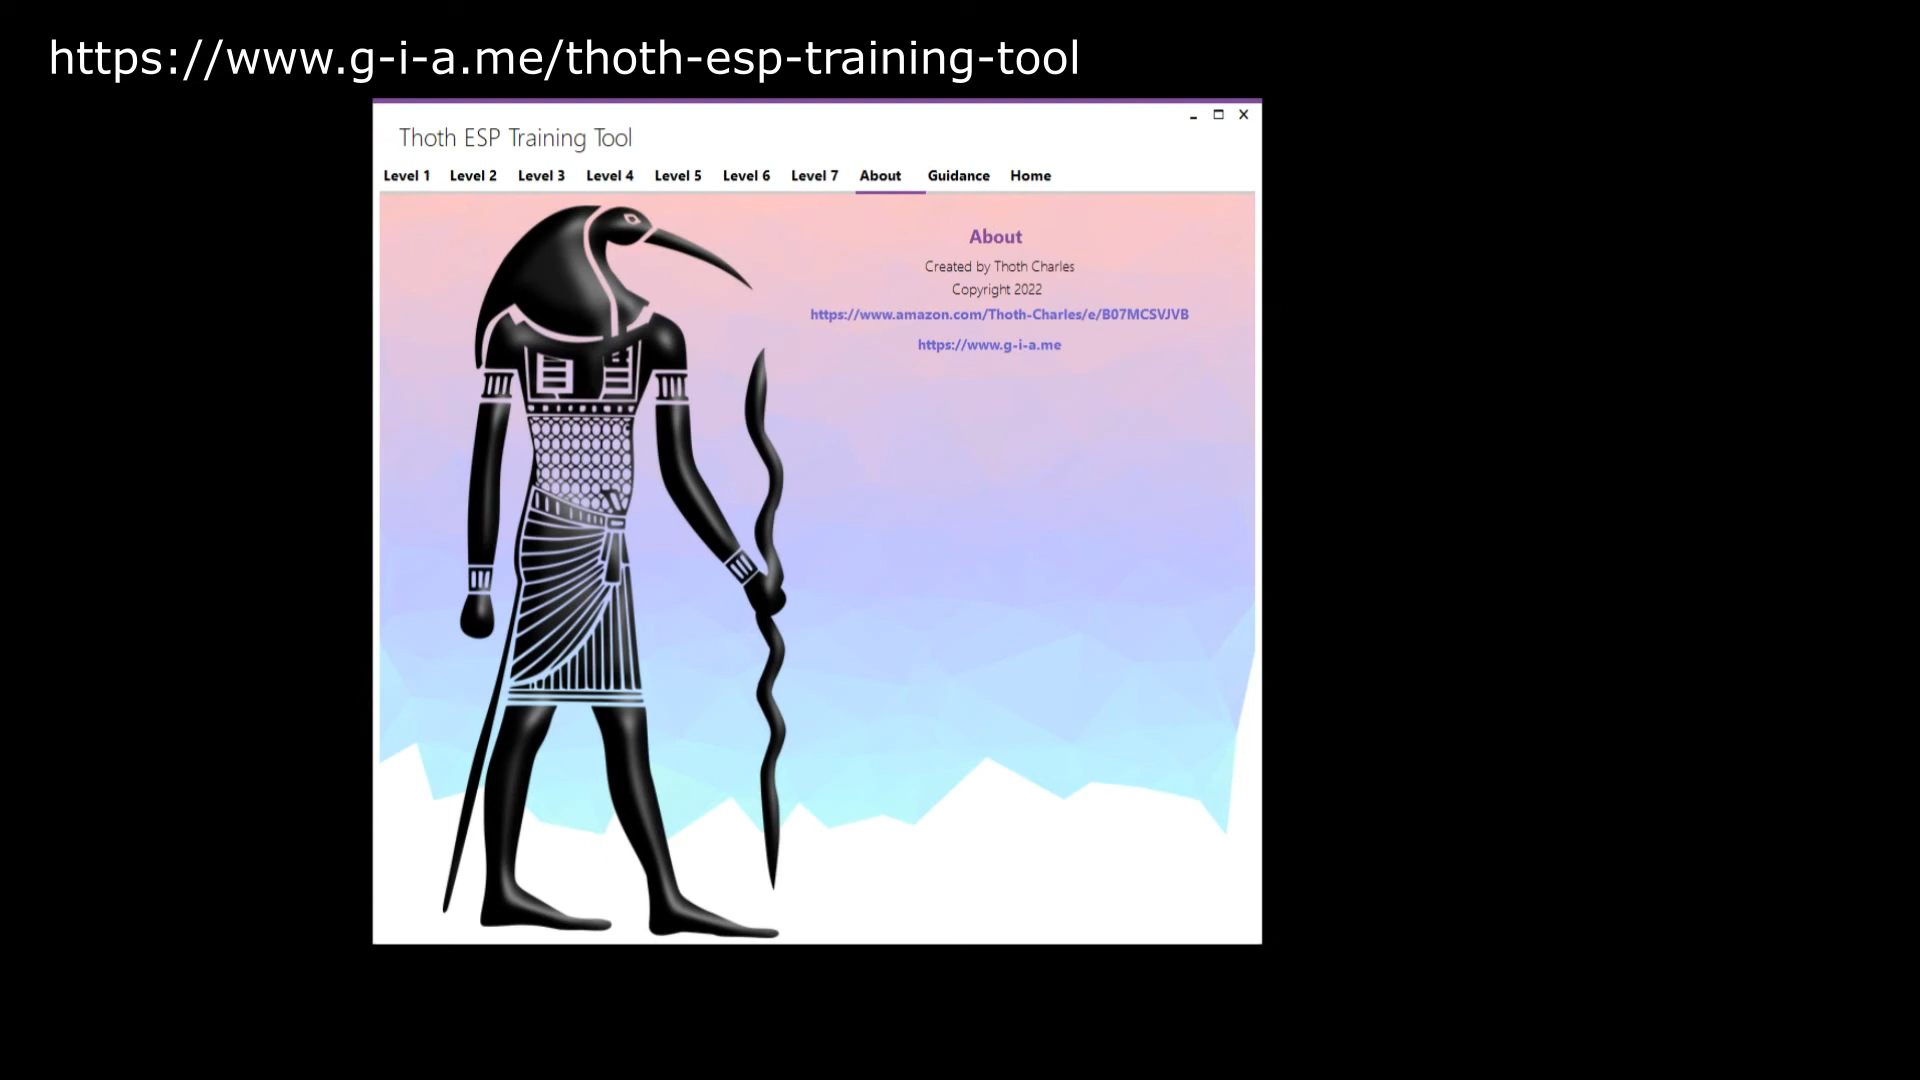 https://www.g-i-a.me/thoth-esp-training-tool
Thoth ESP Training Tool
Level 1 Level 2 Level 3 Level 4 Level 5 Level 6 Level 7 About Guidance Home
About
Created by Thoth Charles
Copyright 2022
https://www.amazon.com/Thoth-Charles/e/B07MCSVJVB
https://www.g-i-a.me